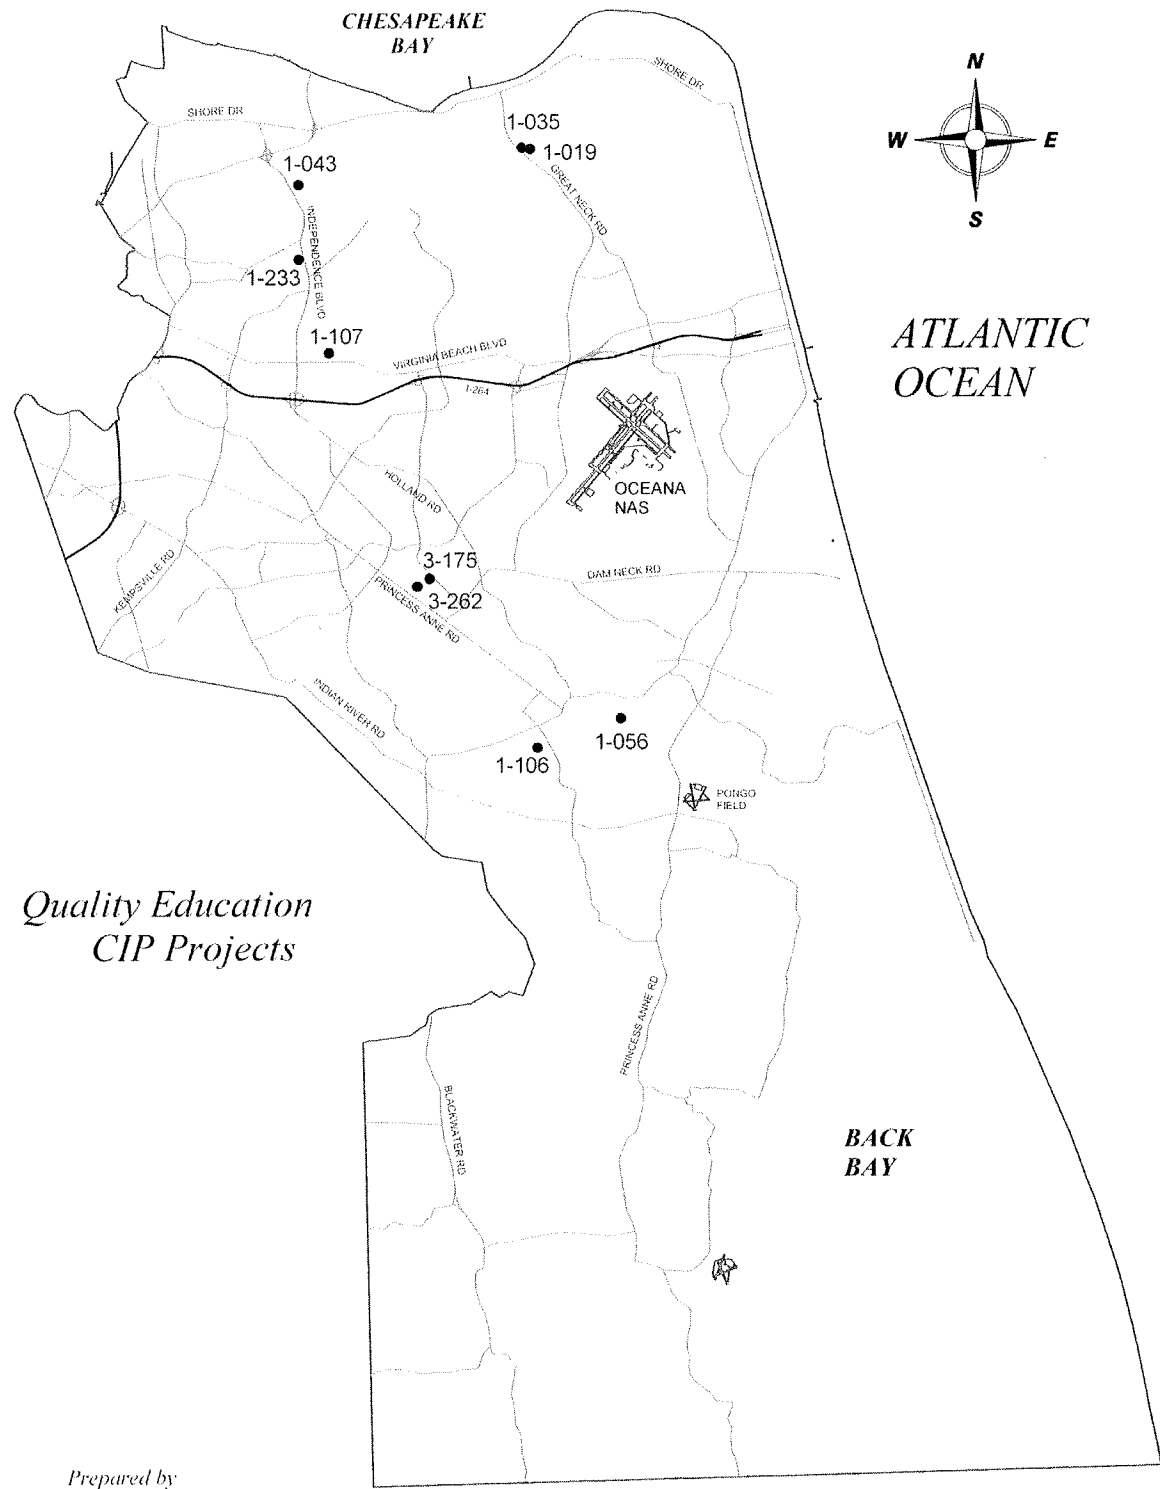 CHESAPEAKE
BAY
SHORE DR
SHORE DR
N
W
E
S
1-035
1-019
1-043
GREAT NECK RD
INDEPENDENCE BLVD
1-233
1-107
VIRGINIA BEACH BLVD
I-264
ATLANTIC
OCEAN
HOLLAND RD
OCEANA
NAS
KEMPSVILLE RD
3-175
3-262
DAM NECK RD
PRINCESS ANNE RD
INDIAN RIVER RD
1-056
1-106
PONGO
FIELD
Quality Education
CIP Projects
PRINCESS ANNE RD
BLACKWATER RD
BACK
BAY
Prepared by